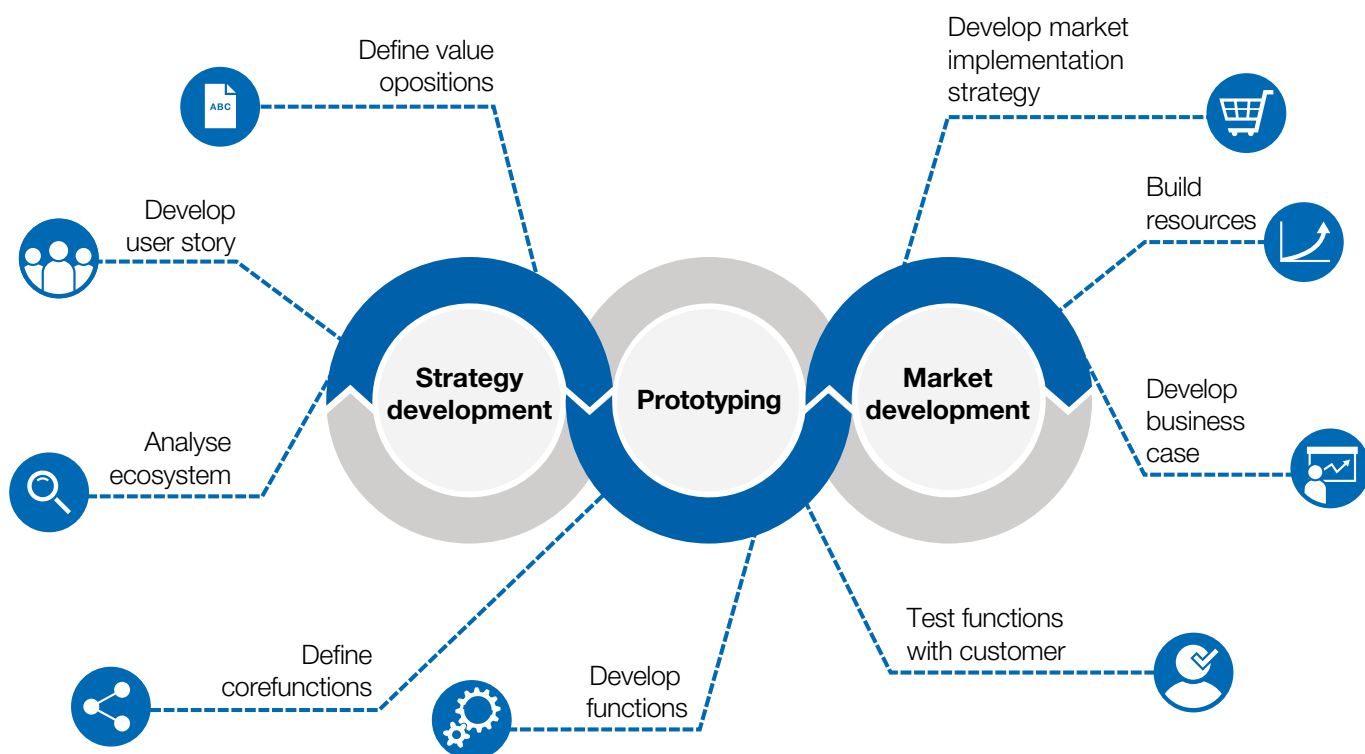 Define value
opositions
ABC
Develop
user story
Analyse
ecosystem
Strategy
development
Prototyping
Market
development
Define
corefunctions
Develop
functions
Test functions
with customer
Develop market
implementation
strategy
Build
resources
Develop
business
case